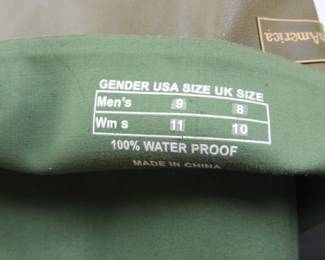 America
GENDER USA SIZE UK SIZE
Men's 9 8
Wm s 11 10
100% WATER PROOF
MADE IN CHINA